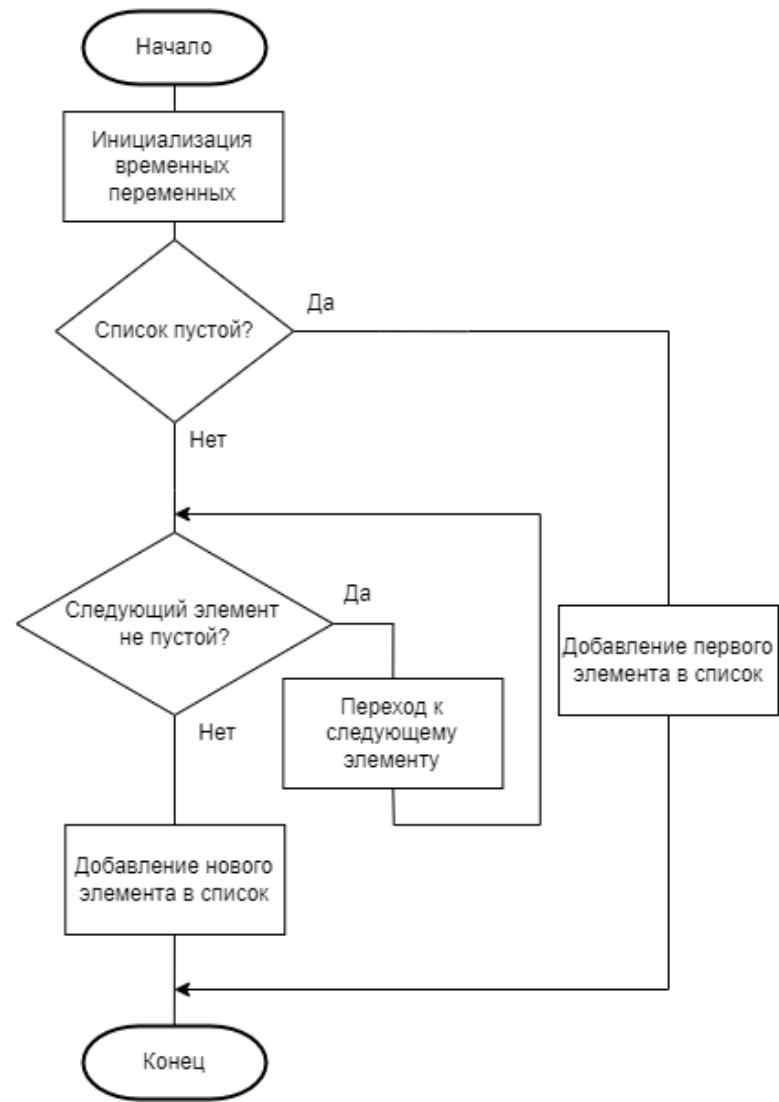 Начало
Инициализация
временных
переменных
Да
Список пустой?
Нет
Да
Следующий элемент
не пустой?
Добавление первого
элемента в список
Переход к
следующему
элементу
Нет
Добавление нового
элемента в список
Конец